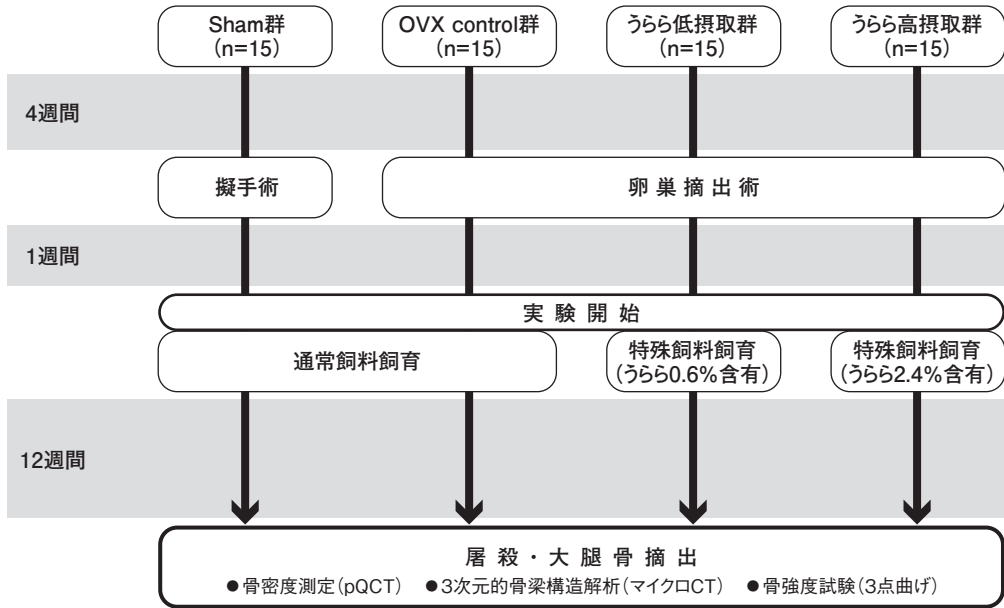 Sham群
(n=15)
OVX control群
(n=15)
うらら低摂取群
(n=15)
うらら高摂取群
(n=15)
4週間
擬手術
卵巣摘出術
1週間
実験開始
通常飼料飼育
特殊飼料飼育
(うらら0.6%含有)
特殊飼料飼育
(うらら2.4%含有)
12週間
屠殺・大腿骨摘出
●骨密度測定(pQCT) ●3次元的骨梁構造解析(マイクロCT) ●骨強度試験(3点曲げ)